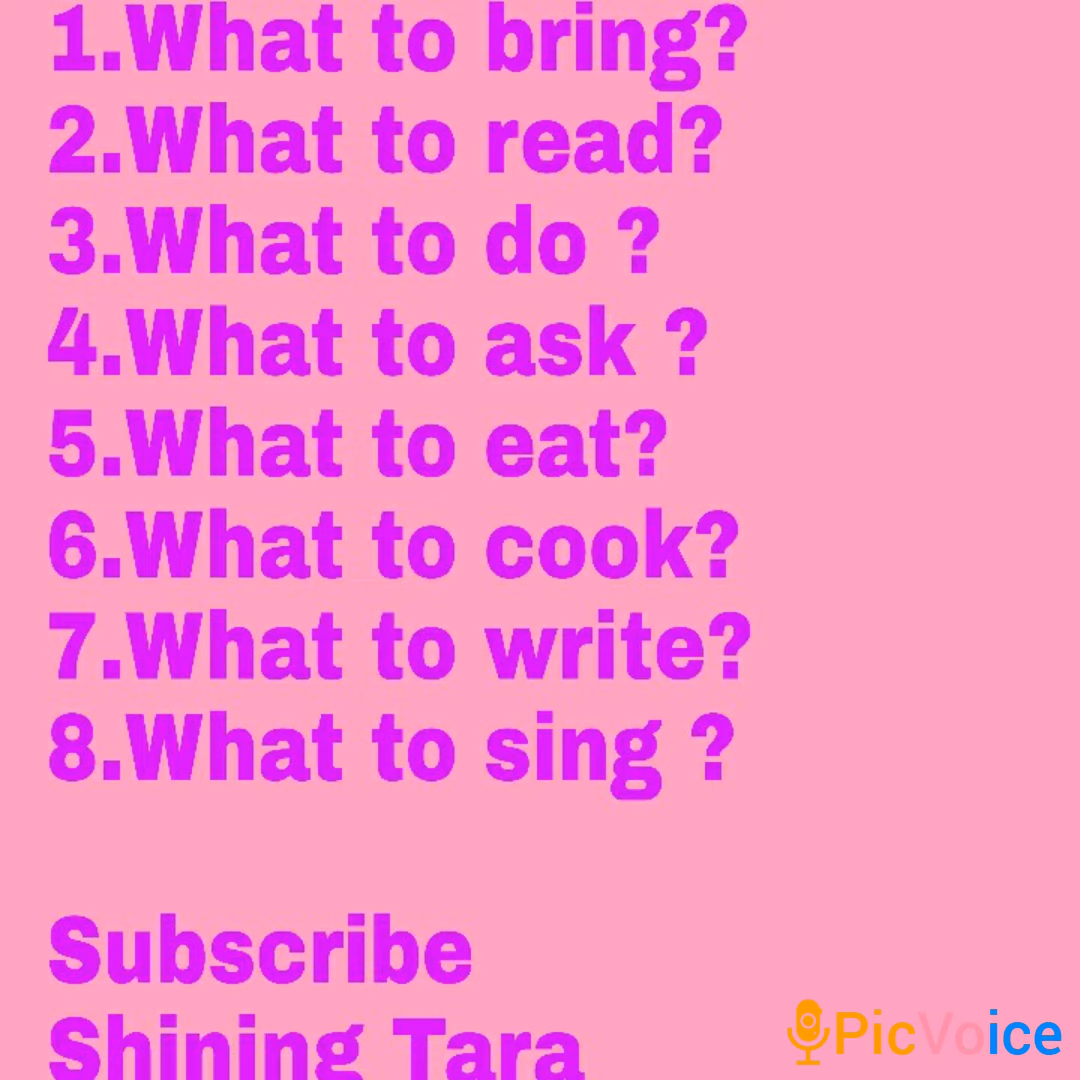 1.What to bring?
2.What to read?
3.What to do ?
4.What to ask ?
5.What to eat?
6.What to cook?
7.What to write?
8.What to sing ?
Subscribe
Shining Tara
PicVoice